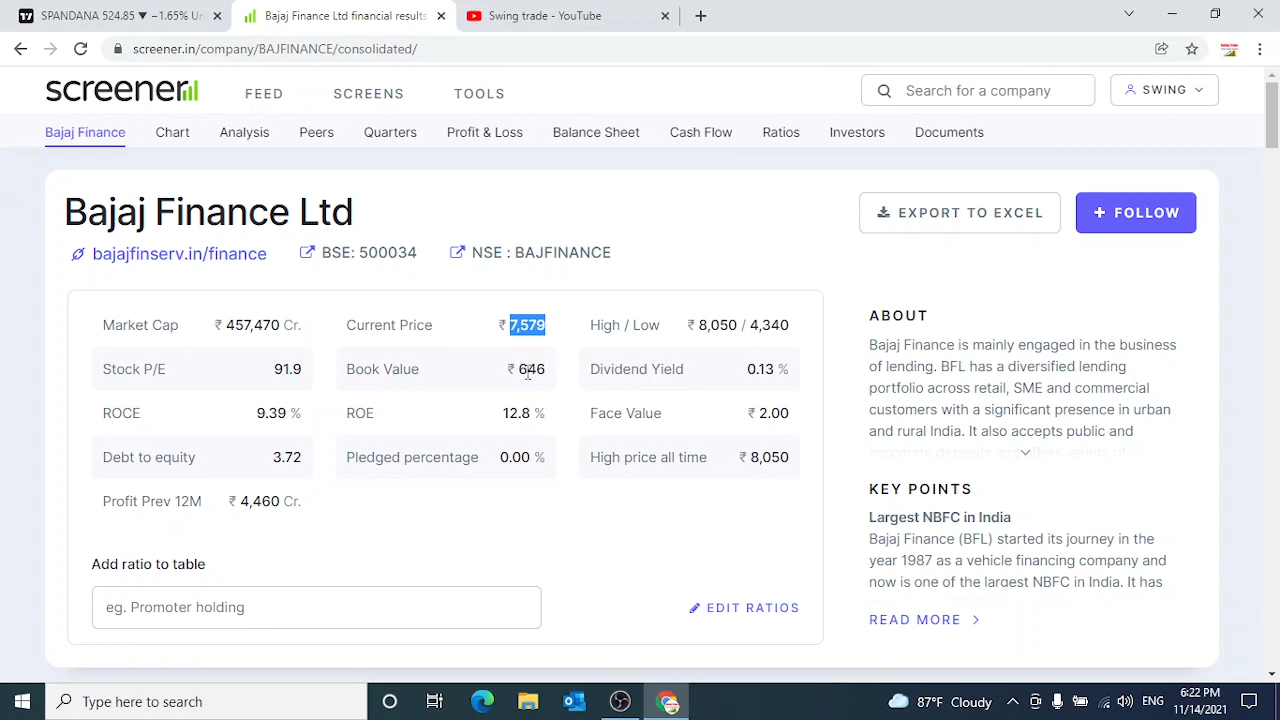 SPANDANA 524.85 ▼ −1.65% Un
Bajaj Finance Ltd financial results
Swing trade - YouTube
screener.in/company/BAJFINANCE/consolidated/
screener
FEED SCREENS TOOLS
Search for a company
SWING
Bajaj Finance Chart Analysis Peers Quarters Profit & Loss Balance Sheet Cash Flow Ratios Investors Documents
Bajaj Finance Ltd
EXPORT TO EXCEL
+ FOLLOW
bajajfinserv.in/finance BSE: 500034 NSE : BAJFINANCE
Market Cap ₹ 457,470 Cr. Current Price ₹ 7,579 High / Low ₹ 8,050 / 4,340
Stock P/E 91.9 Book Value ₹ 646 Dividend Yield 0.13 %
ROCE 9.39 % ROE 12.8 % Face Value ₹ 2.00
Debt to equity 3.72 Pledged percentage 0.00 % High price all time ₹ 8,050
Profit Prev 12M ₹ 4,460 Cr.
Add ratio to table
eg. Promoter holding
EDIT RATIOS
ABOUT
Bajaj Finance is mainly engaged in the business
of lending. BFL has a diversified lending
portfolio across retail, SME and commercial
customers with a significant presence in urban
and rural India. It also accepts public and
corporate deposits and offers variety of
KEY POINTS
Largest NBFC in India
Bajaj Finance (BFL) started its journey in the
year 1987 as a vehicle financing company and
now is one of the largest NBFC in India. It has
READ MORE
Type here to search
87°F Cloudy
ENG
6:22 PM
11/14/2021